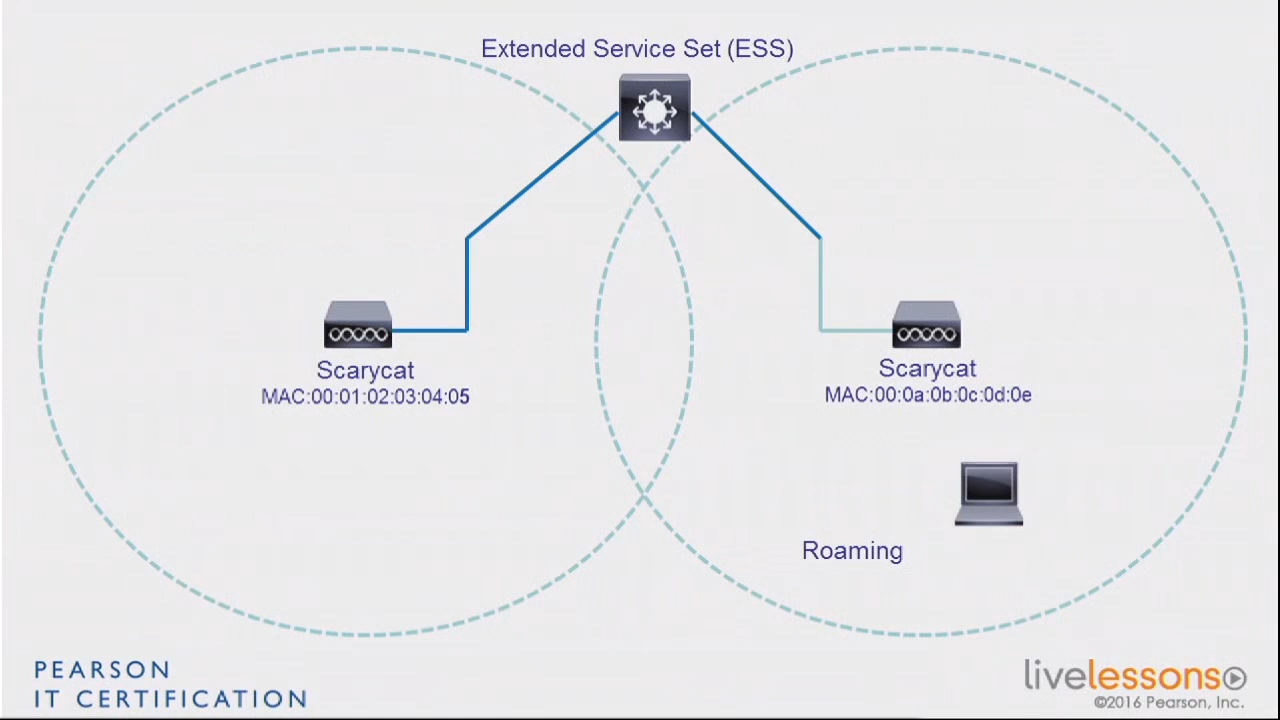 Extended Service Set (ESS)
Scarycat
MAC:00:01:02:03:04:05
Scarycat
MAC:00:0a:0b:0c:0d:0e
Roaming
PEARSON
IT CERTIFICATION
livelessons
©2016 Pearson, Inc.